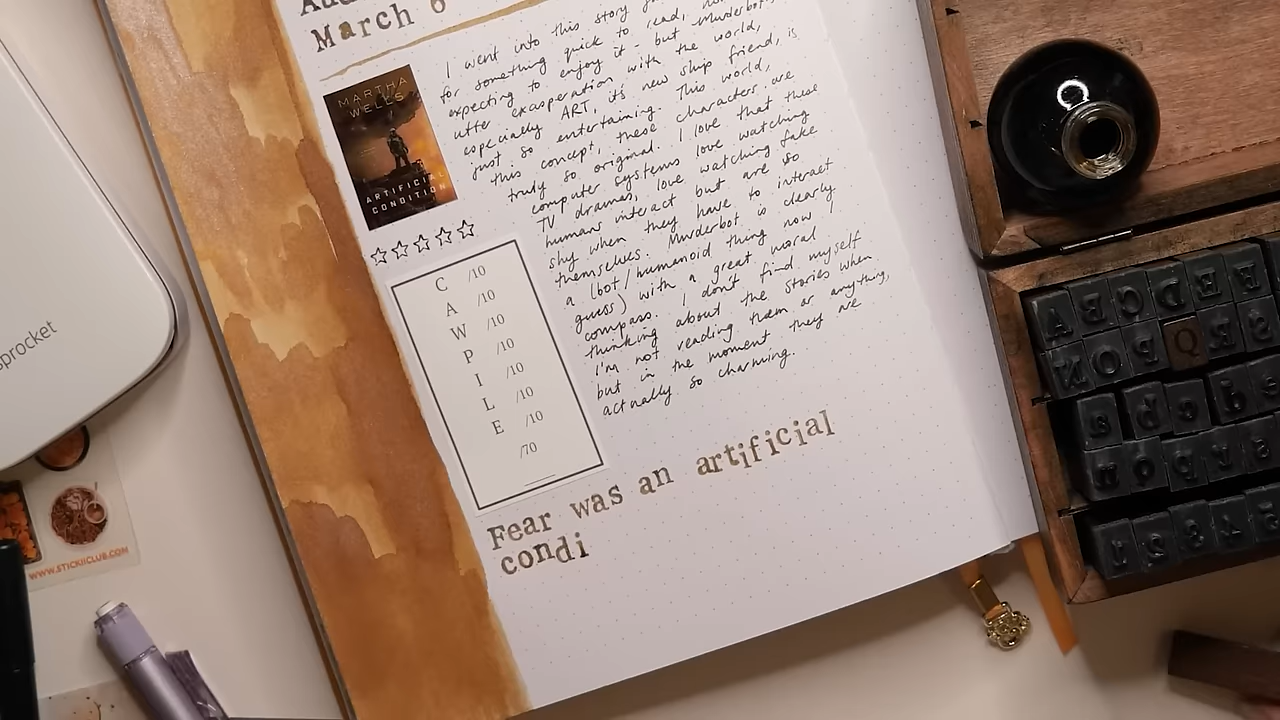 March 6
I went into this story
for something quick to read,
expecting to enjoy it - but Murderbot's
utter exasperation with the world,
especially ART, it's new ship friend, is
just so entertaining. This world,
this concept, these characters are
truly so original. I love that these
computer systems love watching
TV dramas, love watching fake
humans interact but are so
shy when they have to interact
themselves. Murderbot is clearly
a (bot/humanoid thing now I
guess) with a great moral
compass. I don't find myself
thinking about the stories when
I'm not reading them or anything,
but in the moment they are
actually so charming.
MARTHA
WELLS
ARTIFICIAL
CONDITION
C /10
A /10
W /10
P /10
I /10
L /10
E /10
/70
Fear was an artificial
condi
procket
WWW.STICKIICLUB.COM
A B C D E F
N O P Q R S